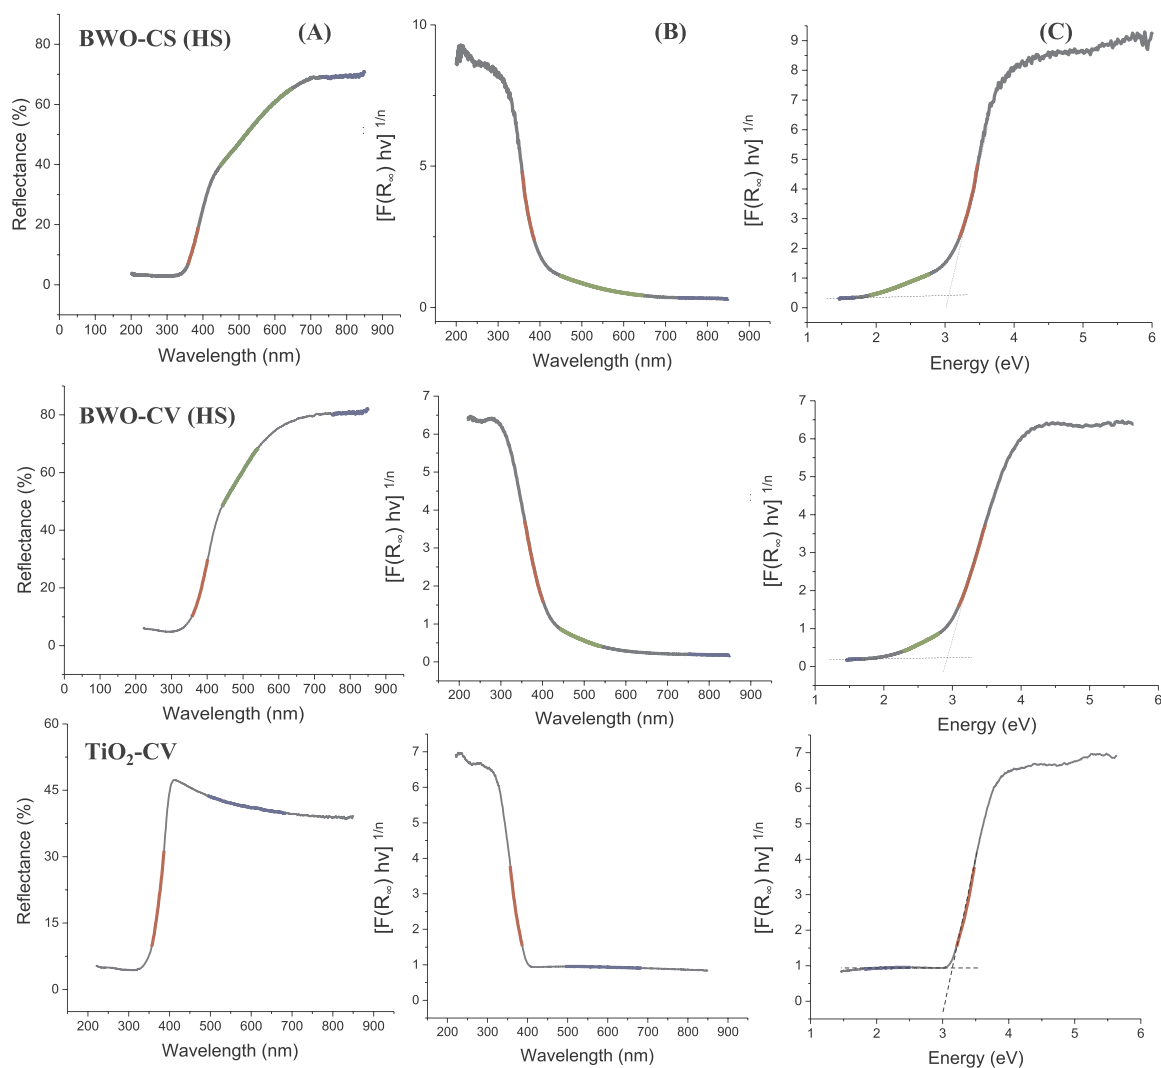 BWO-CS (HS)
(A)
Reflectance (%)
80
60
40
20
0
0 100 200 300 400 500 600 700 800 900
Wavelength (nm)
(B)
[F(R∞) hv] 1/n
10
5
0
200 300 400 500 600 700 800 900
Wavelength (nm)
(C)
[F(R∞) hv] 1/n
9
8
7
6
5
4
3
2
1
0
1 2 3 4 5 6
Energy (eV)
BWO-CV (HS)
Reflectance (%)
80
60
40
20
0
0 100 200 300 400 500 600 700 800 900
Wavelength (nm)
[F(R∞) hv] 1/n
7
6
5
4
3
2
1
0
200 300 400 500 600 700 800 900
Wavelength (nm)
[F(R∞) hv] 1/n
7
6
5
4
3
2
1
0
1 2 3 4 5 6
Energy (eV)
TiO2-CV
Reflectance (%)
60
45
30
15
0
200 300 400 500 600 700 800 900
Wavelength (nm)
[F(R∞) hv] 1/n
7
6
5
4
3
2
1
0
200 300 400 500 600 700 800 900
Wavelength (nm)
[F(R∞) hv] 1/n
7
6
5
4
3
2
1
0
1 2 3 4 5 6
Energy (eV)